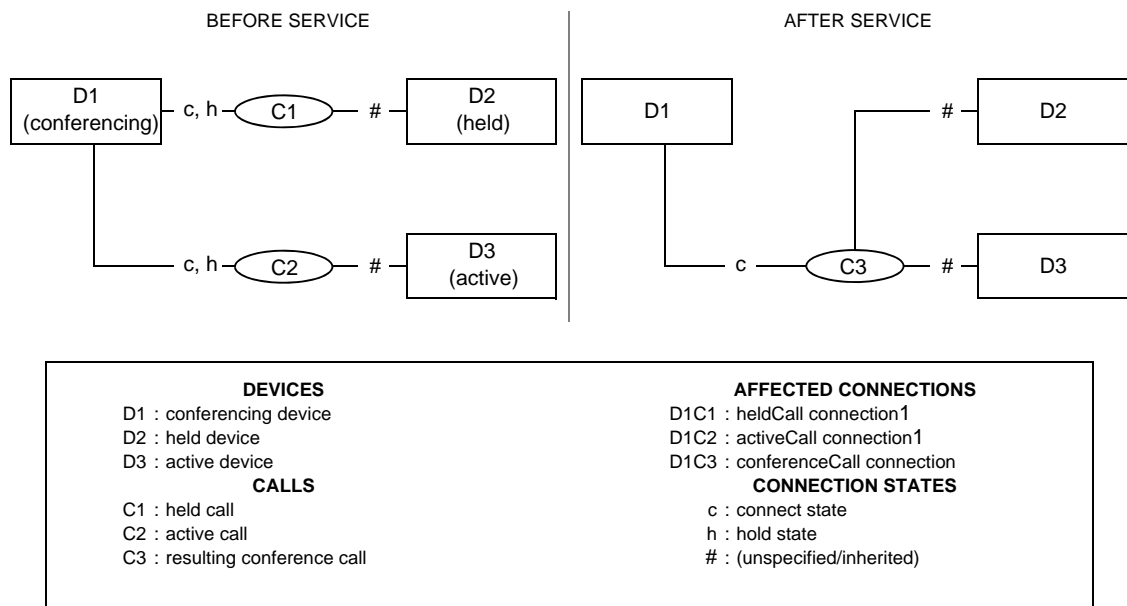 BEFORE SERVICE
AFTER SERVICE
D1
(conferencing)
c, h
C1
#
D2
(held)
c, h
C2
#
D3
(active)
D1
c
C3
#
D2
#
D3
DEVICES
D1 : conferencing device
D2 : held device
D3 : active device
CALLS
C1 : held call
C2 : active call
C3 : resulting conference call
AFFECTED CONNECTIONS
D1C1 : heldCall connection1
D1C2 : activeCall connection1
D1C3 : conferenceCall connection
CONNECTION STATES
c : connect state
h : hold state
# : (unspecified/inherited)